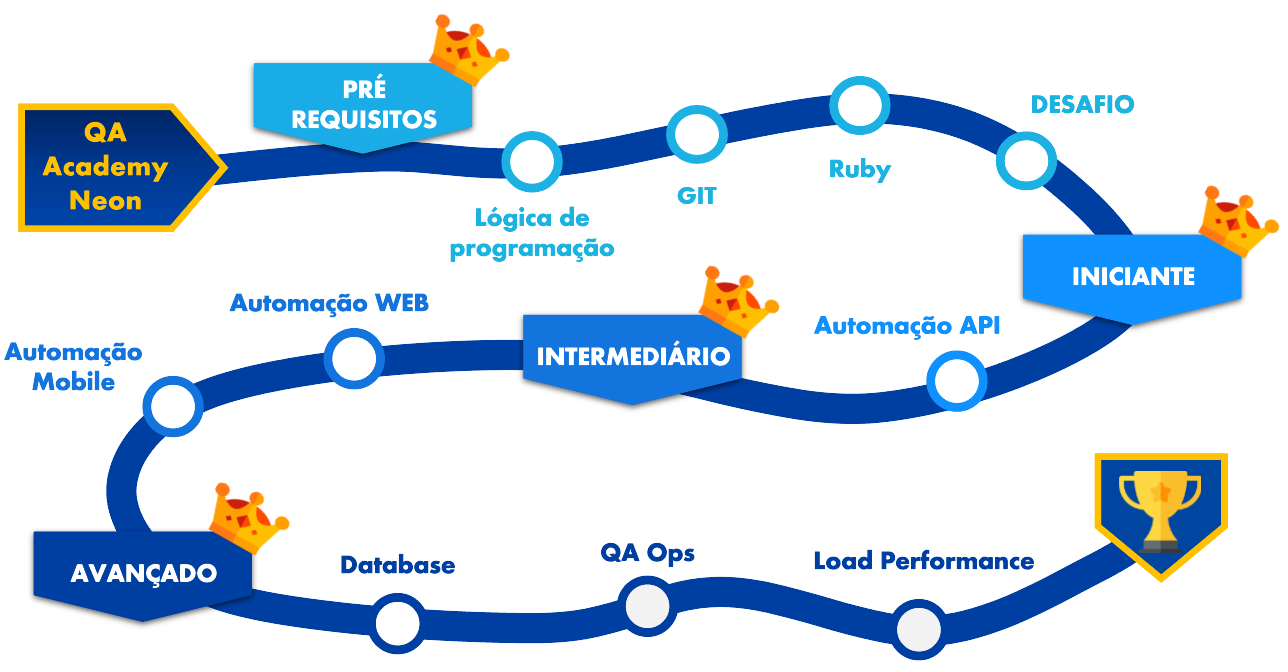 QA
Academy
Neon
PRÉ
REQUISITOS
Lógica de
programação
GIT
Ruby
DESAFIO
INICIANTE
Automação API
INTERMEDIÁRIO
Automação WEB
Automação
Mobile
AVANÇADO
Database
QA Ops
Load Performance